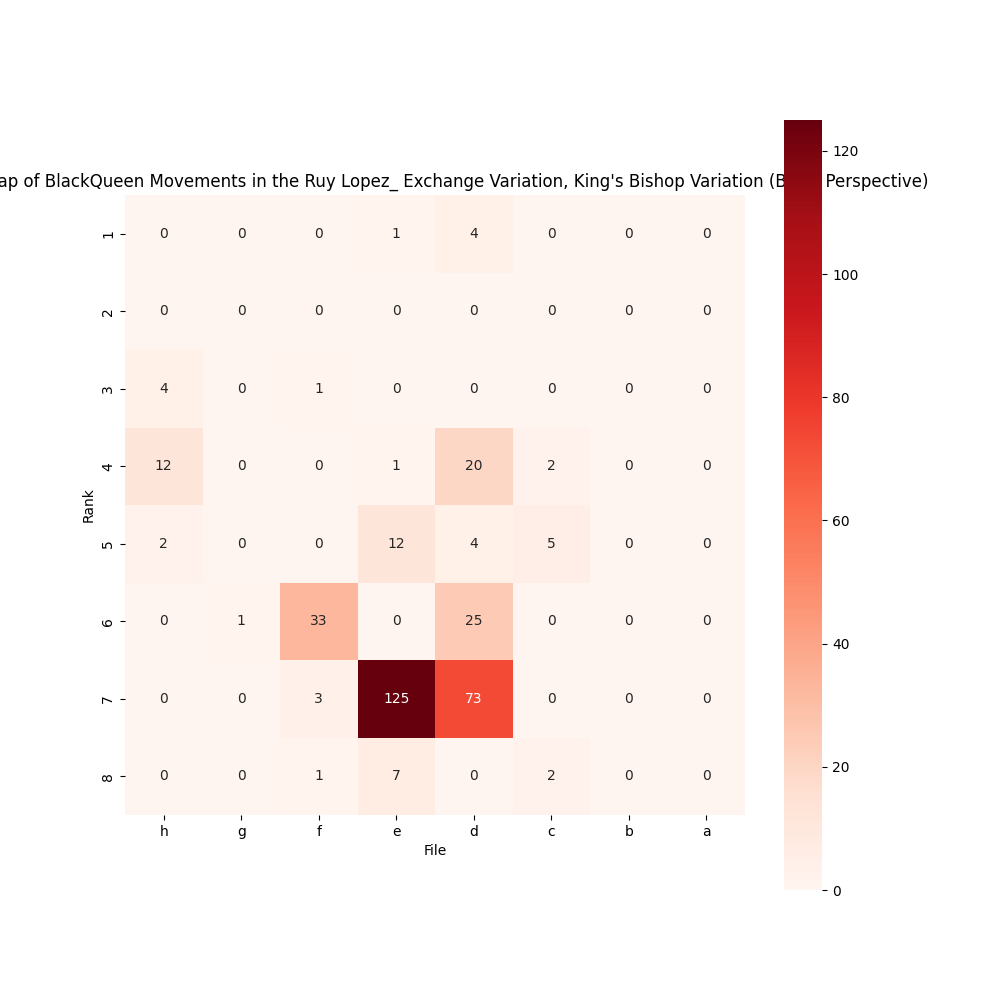 ap of BlackQueen Movements in the Ruy Lopez_ Exchange Variation, King's Bishop Variation (B Perspective)
1 0 0 0 1 4 0 0 0
2 0 0 0 0 0 0 0 0
3 4 0 1 0 0 0 0 0
4 12 0 0 1 20 2 0 0
5 2 0 0 12 4 5 0 0
6 0 1 33 0 25 0 0 0
7 0 0 3 125 73 0 0 0
8 0 0 1 7 0 2 0 0
h g f e d c b a
Rank
File
120
100
80
60
40
20
0